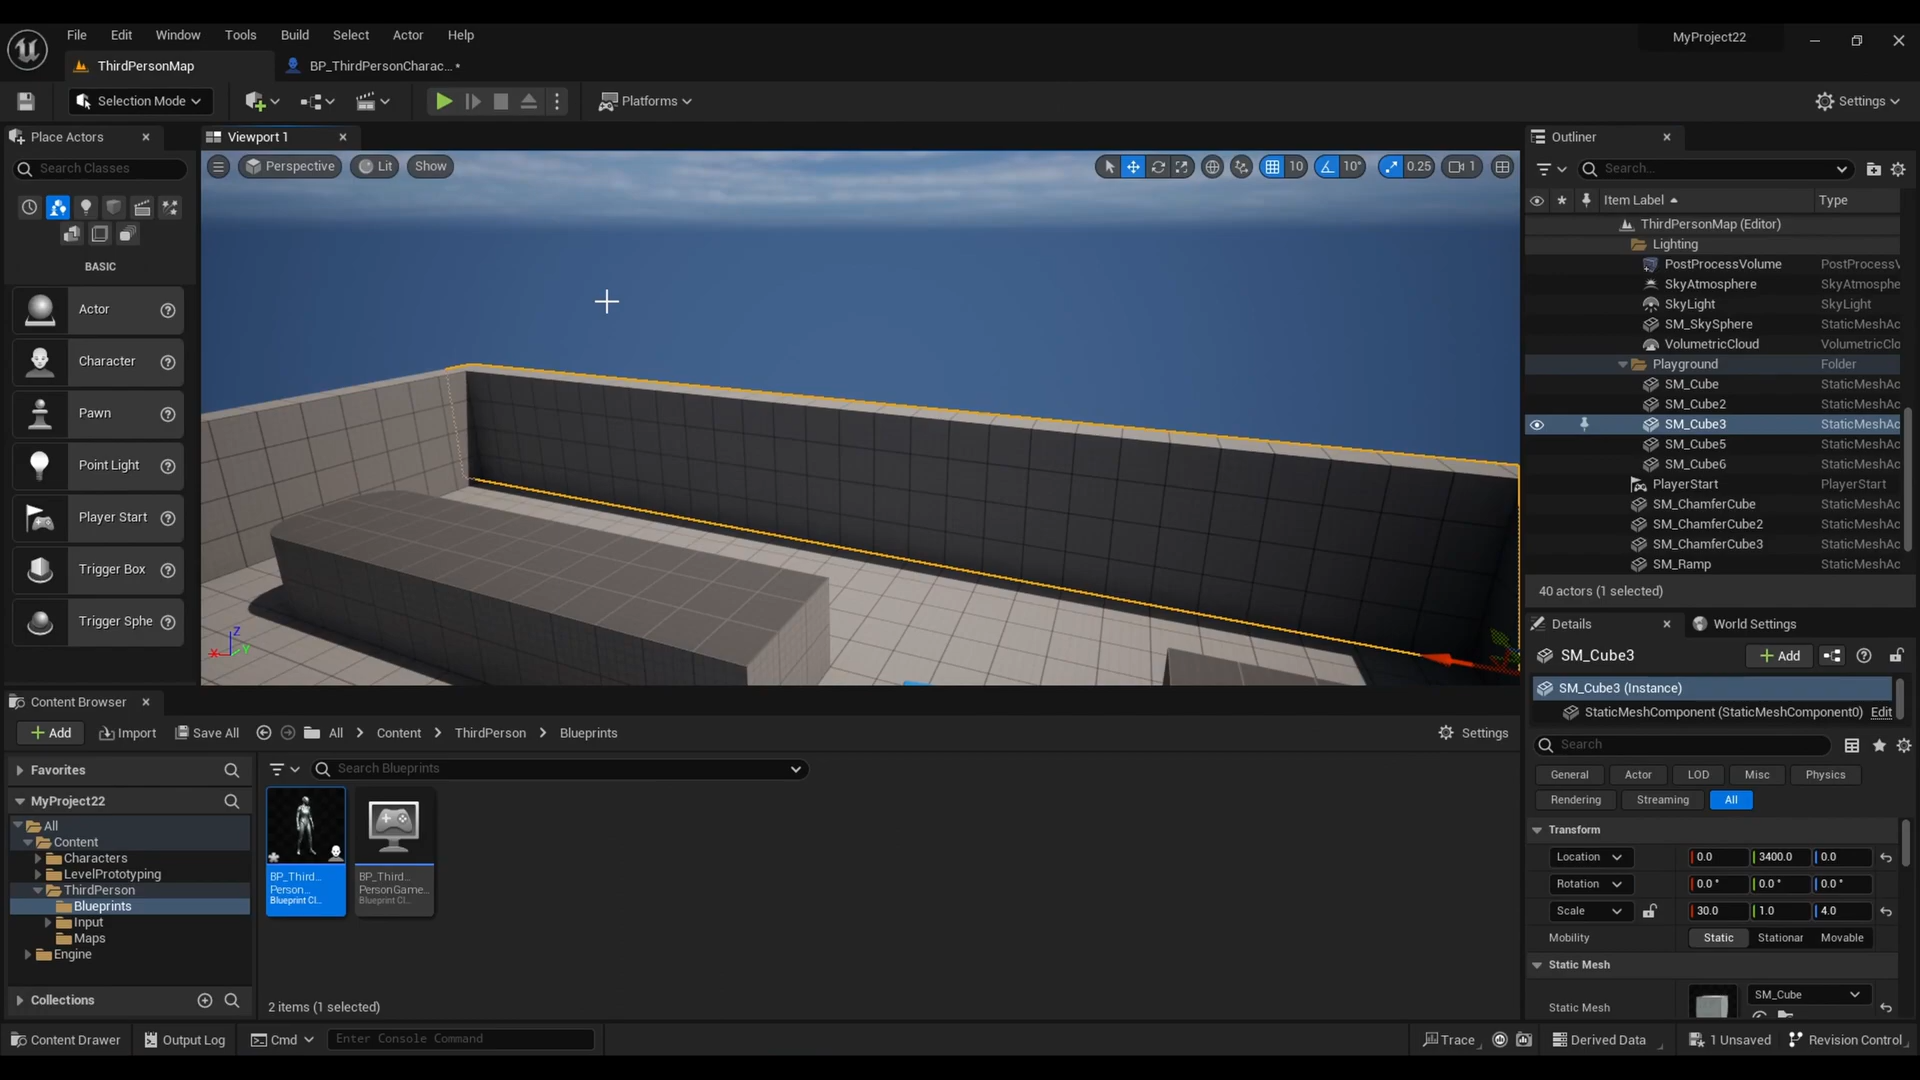 File Edit Window Tools Build Select Actor Help
MyProject22
ThirdPersonMap
BP_ThirdPersonCharac... •
Selection Mode
Platforms
Settings
Place Actors
Viewport 1
Outliner
Search Classes
Perspective Lit Show
10 10° 0.25 1
Search...
Item Label Type
BASIC
ThirdPersonMap (Editor)
Lighting
PostProcessVolume PostProcessV
SkyAtmosphere SkyAtmosphe
SkyLight SkyLight
SM_SkySphere StaticMeshAc
VolumetricCloud VolumetricClo
Playground Folder
SM_Cube StaticMeshAc
SM_Cube2 StaticMeshAc
SM_Cube3 StaticMeshAc
SM_Cube5 StaticMeshAc
SM_Cube6 StaticMeshAc
PlayerStart PlayerStart
SM_ChamferCube StaticMeshAc
SM_ChamferCube2 StaticMeshAc
SM_ChamferCube3 StaticMeshAc
SM_Ramp StaticMeshAc
40 actors (1 selected)
Actor
Character
Pawn
Point Light
Player Start
Trigger Box
Trigger Sphe
Z
X Y
Details
World Settings
SM_Cube3
Add
SM_Cube3 (Instance)
StaticMeshComponent (StaticMeshComponent0) Edit
Search
General Actor LOD Misc Physics
Rendering Streaming All
Transform
Location 0.0 3400.0 0.0
Rotation 0.0 ° 0.0 ° 0.0 °
Scale 30.0 1.0 4.0
Mobility Static Stationar Movable
Static Mesh
Static Mesh SM_Cube
Content Browser
Add Import Save All All > Content > ThirdPerson > Blueprints Settings
Favorites
Search Blueprints
MyProject22
All
Content
Characters
LevelPrototyping
ThirdPerson
Blueprints
Input
Maps
Engine
Collections
BP_Third...
Person...
Blueprint Cl...
BP_Third
PersonGame...
Blueprint Cl...
2 items (1 selected)
Content Drawer Output Log Cmd Enter Console Command
Trace Derived Data 1 Unsaved Revision Control